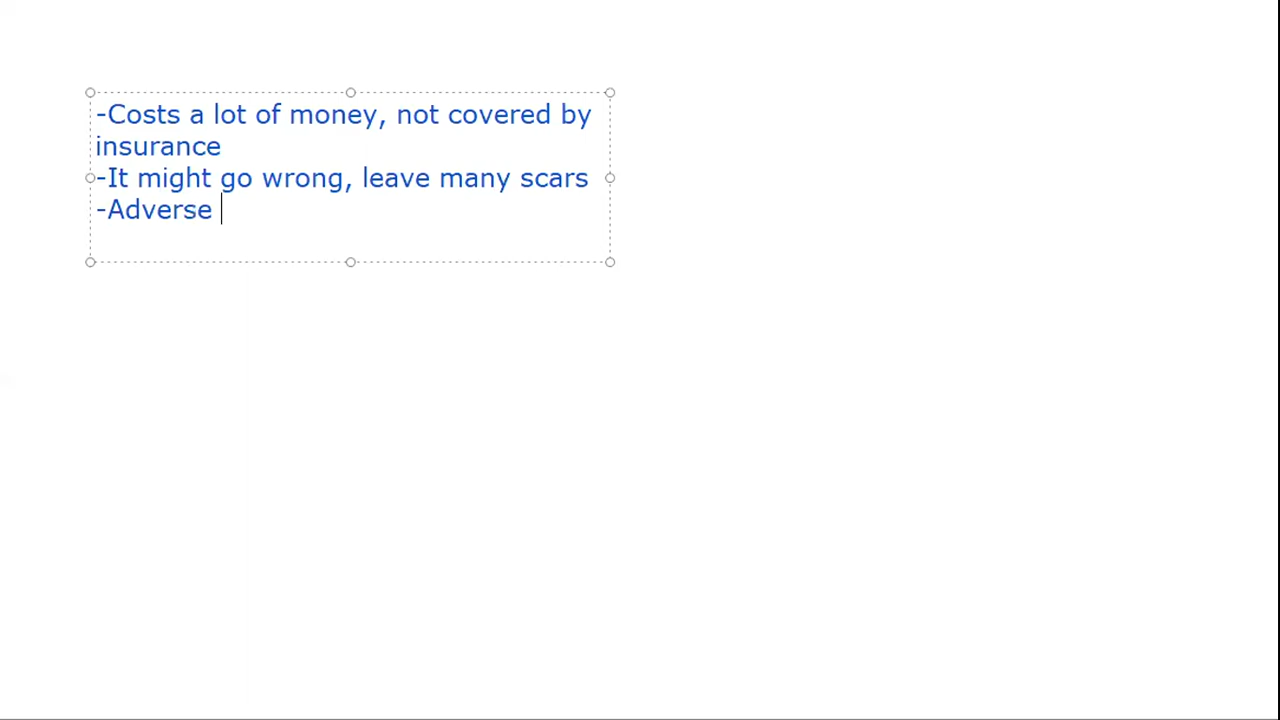 -Costs a lot of money, not covered by
insurance
-It might go wrong, leave many scars
-Adverse